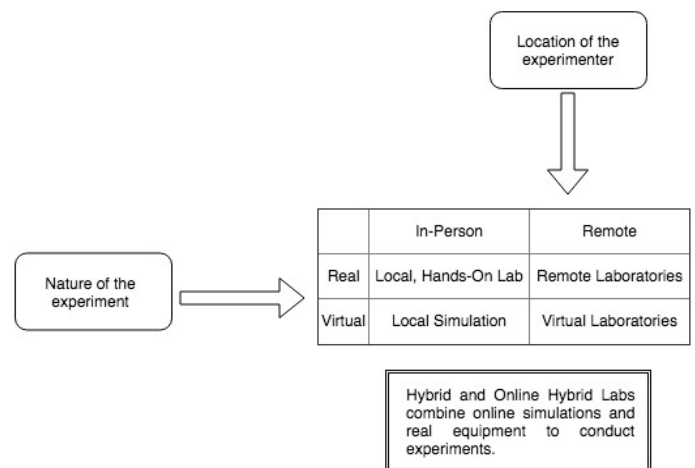 Location of the
experimenter
In-Person Remote
Nature of the
experiment
Real Local, Hands-On Lab Remote Laboratories
Virtual Local Simulation Virtual Laboratories
Hybrid and Online Hybrid Labs
combine online simulations and
real equipment to conduct
experiments.